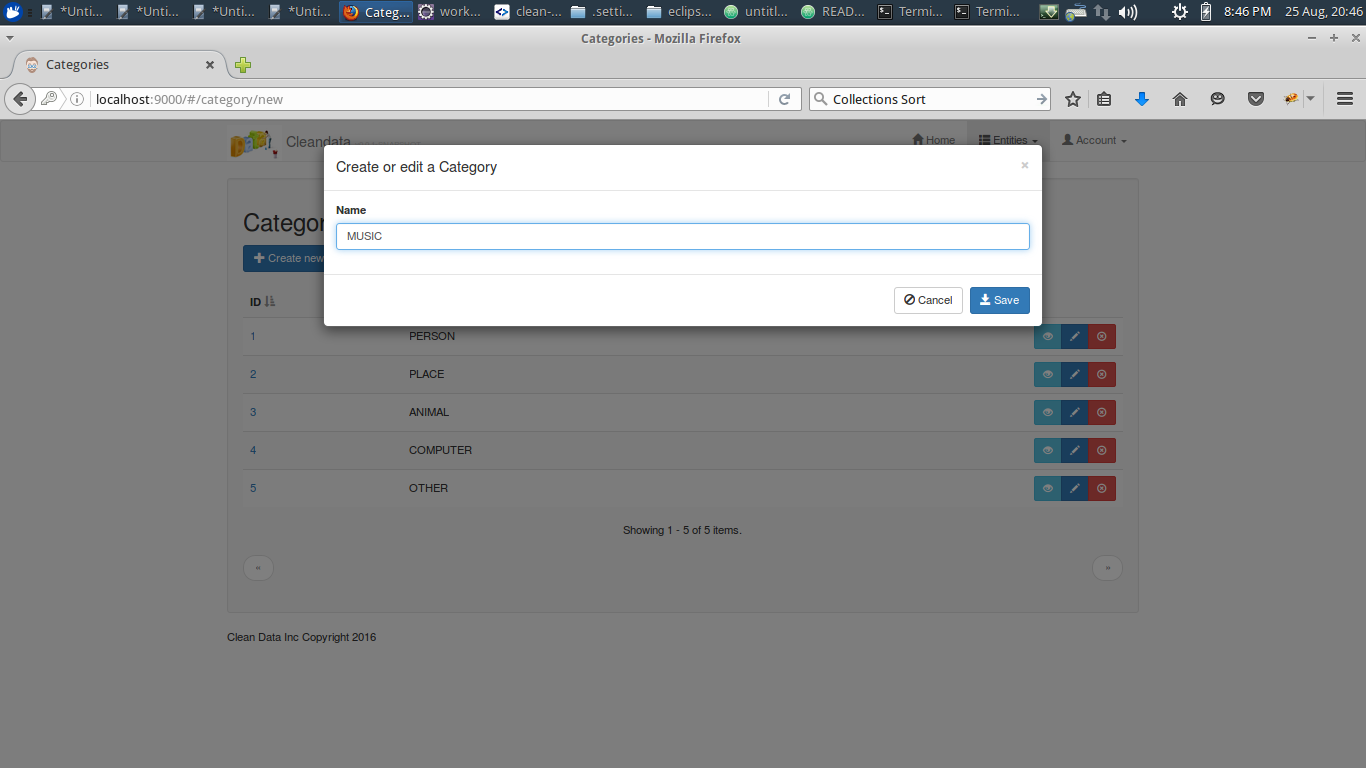 *Unti... *Unti... *Unti... *Unti... Categ... work... clean-... .setti... eclips... untitl... READ... Termi... Termi... 8:46 PM 25 Aug, 20:46
Categories - Mozilla Firefox
Categories
localhost:9000/#/category/new Collections Sort
Cleandata Home Entities Account
Create or edit a Category ×
Name
MUSIC
Cancel Save
Categor
Create new
ID
1 PERSON
2 PLACE
3 ANIMAL
4 COMPUTER
5 OTHER
Showing 1 - 5 of 5 items.
« »
Clean Data Inc Copyright 2016